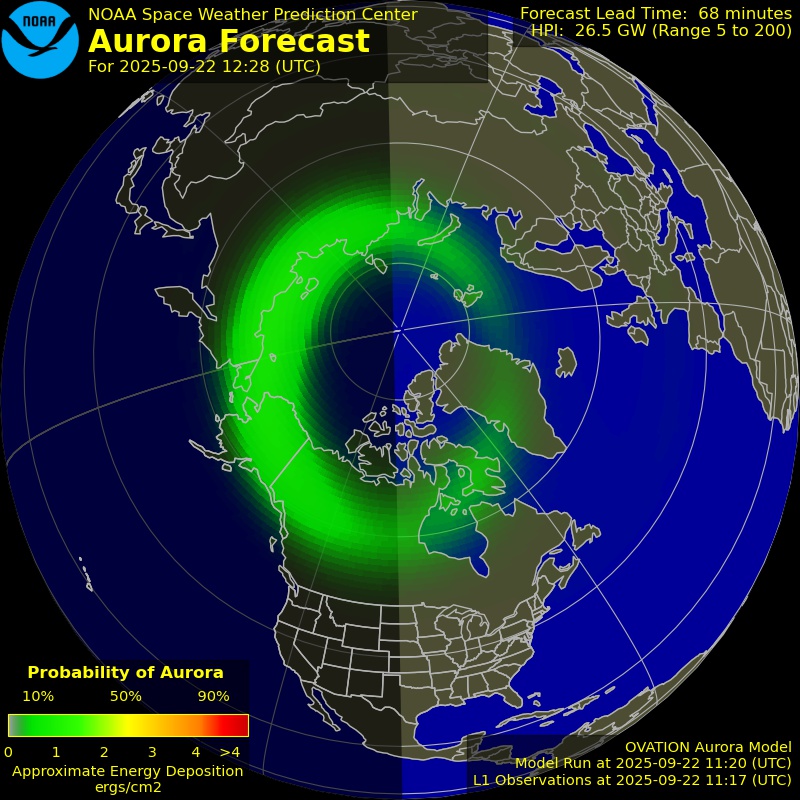 NOAA
NOAA Space Weather Prediction Center
Aurora Forecast
For 2025-09-22 12:28 (UTC)
Forecast Lead Time: 68 minutes
HPI: 26.5 GW (Range 5 to 200)
Probability of Aurora
10% 50% 90%
0 1 2 3 4 >4
Approximate Energy Deposition
ergs/cm2
OVATION Aurora Model
Model Run at 2025-09-22 11:20 (UTC)
L1 Observations at 2025-09-22 11:17 (UTC)